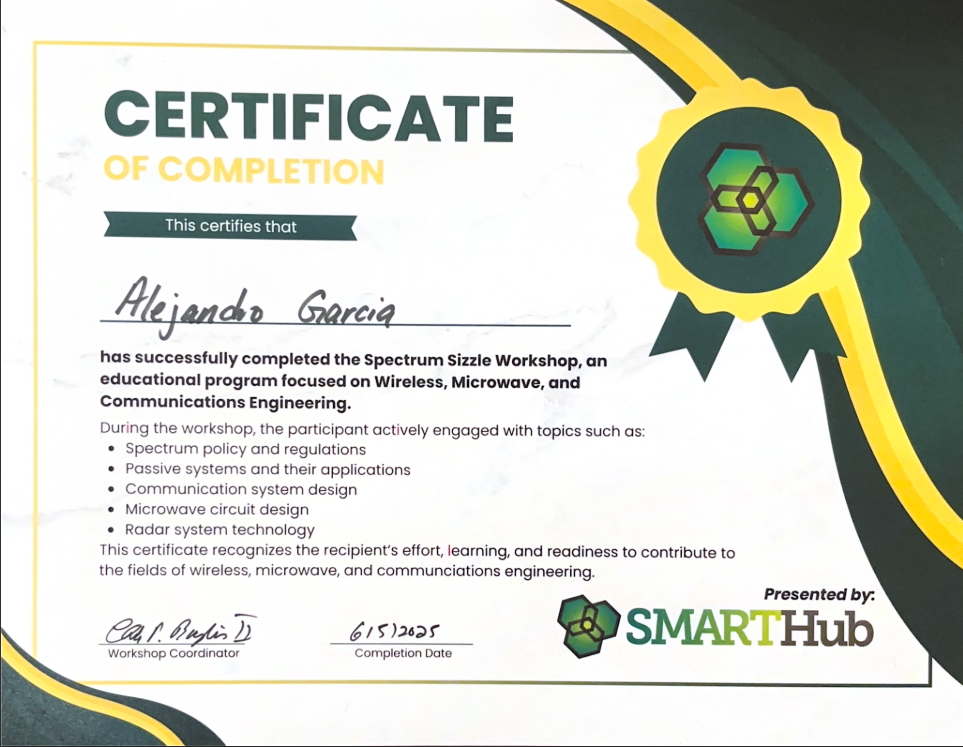 CERTIFICATE
OF COMPLETION
This certifies that
Alejandro Garcia
has successfully completed the Spectrum Sizzle Workshop, an
educational program focused on Wireless, Microwave, and
Communications Engineering.
During the workshop, the participant actively engaged with topics such as:
• Spectrum policy and regulations
• Passive systems and their applications
• Communication system design
• Microwave circuit design
• Radar system technology
This certificate recognizes the recipient's effort, learning, and readiness to contribute to
the fields of wireless, microwave, and communciations engineering.
6/5/2025
Workshop Coordinator
Completion Date
Presented by:
SMARTHub